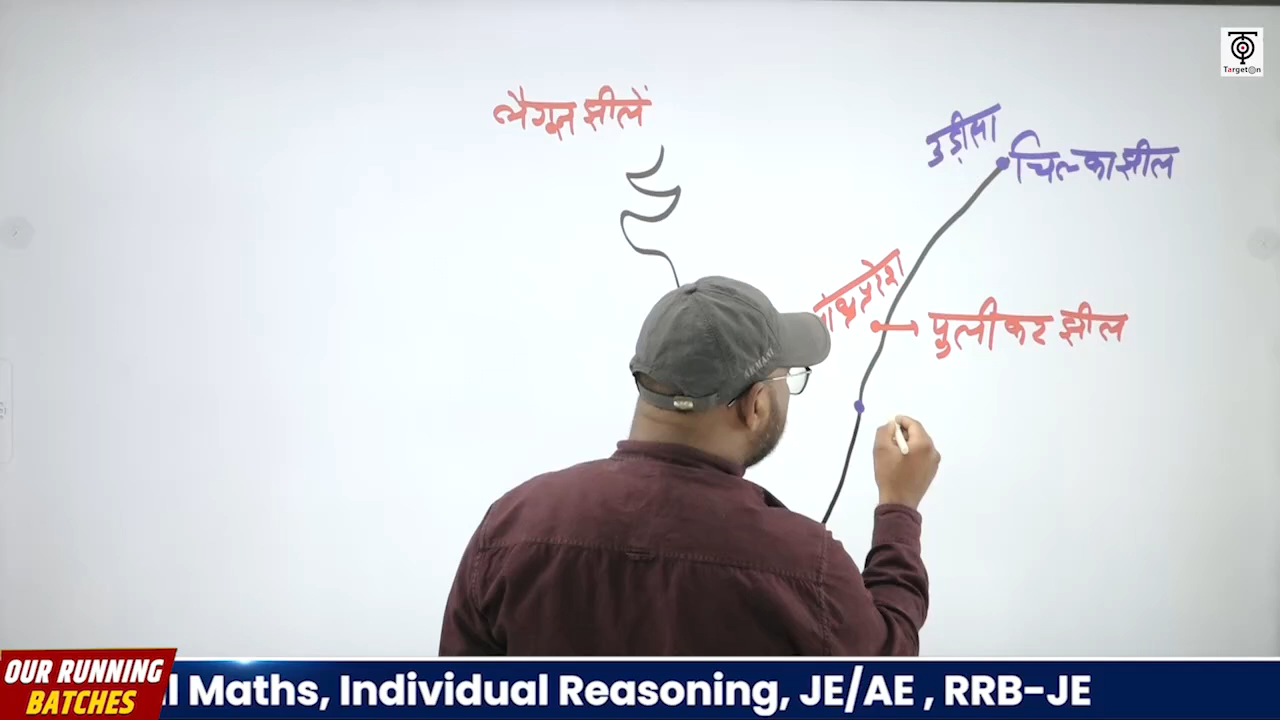 Target@n
लैगून झीलें
उड़ीसा
चिल्का झील
पुलीकट झील
OUR RUNNING
BATCHES
l Maths, Individual Reasoning, JE/AE , RRB-JE